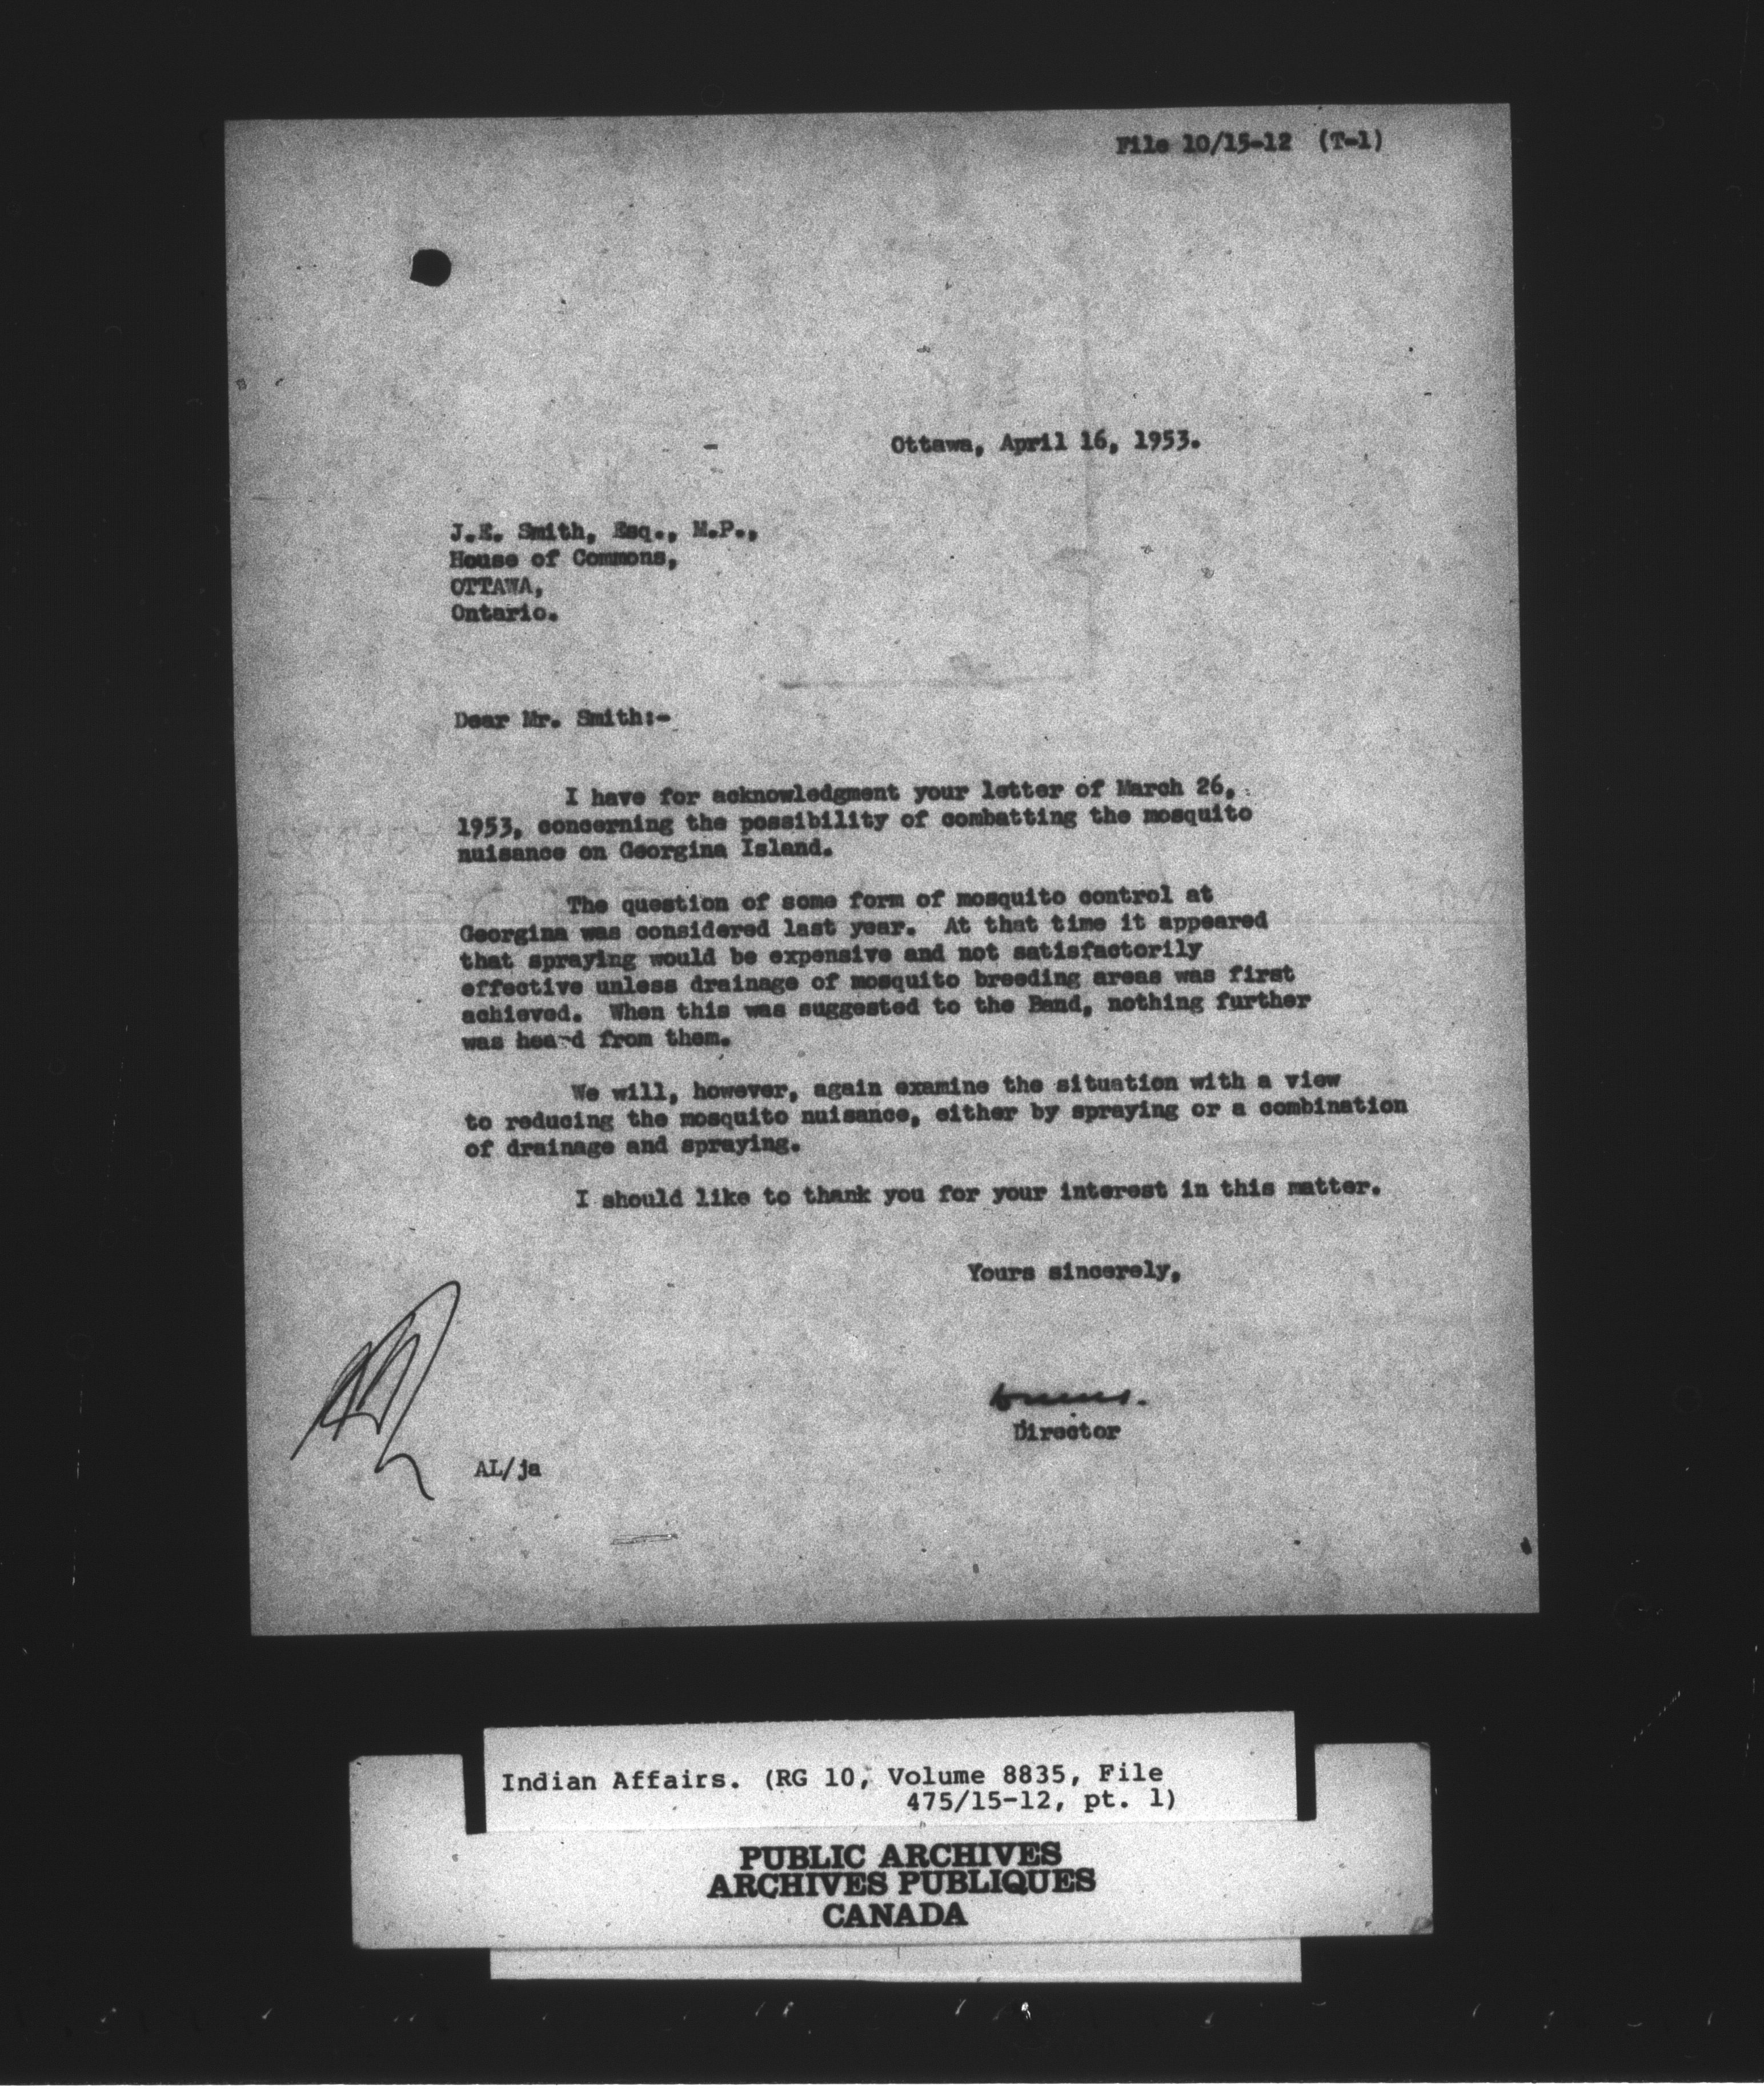 File 10/15-12 (T-1)
Ottawa, April 16, 1953.
J.E. Smith, Esq., M.P.,
House of Commons,
OTTAWA,
Ontario.
Dear Mr. Smith:-
I have for acknowledgment your letter of March 26,
1953, concerning the possibility of combatting the mosquito
nuisance on Georgina Island.
The question of some form of mosquito control at
Georgina was considered last year. At that time it appeared
that spraying would be expensive and not satisfactorily
effective unless drainage of mosquito breeding areas was first
achieved. When this was suggested to the Band, nothing further
was heard from them.
We will, however, again examine the situation with a view
to reducing the mosquito nuisance, either by spraying or a combination
of drainage and spraying.
I should like to thank you for your interest in this matter.
Yours sincerely,
Director
AL/ja
Indian Affairs. (RG 10, Volume 8835, File
475/15-12, pt. 1)
PUBLIC ARCHIVES
ARCHIVES PUBLIQUES
CANADA